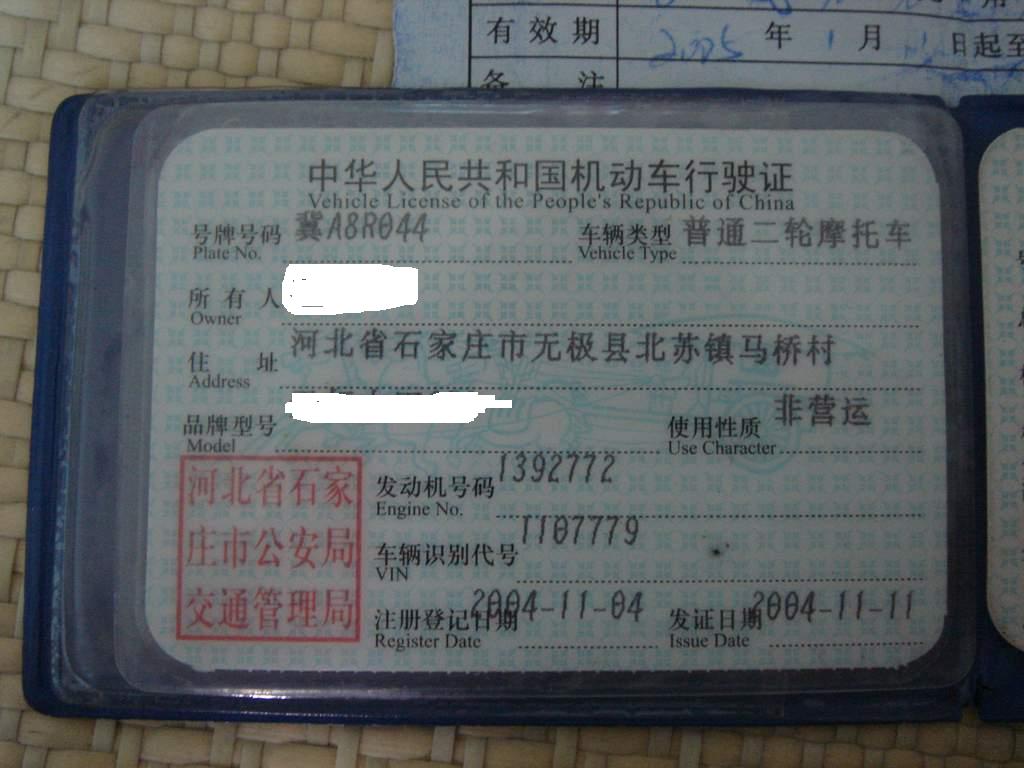 有效期 2005年1月 日起至
备注
中华人民共和国机动车行驶证
Vehicle License of the People's Republic of China
号牌号码 冀A8R044 车辆类型 普通二轮摩托车
Plate No. Vehicle Type
所有人
Owner
住址 河北省石家庄市无极县北苏镇马桥村
Address
品牌型号 使用性质 非营运
Model Use Character
河北省石家
庄市公安局
交通管理局
发动机号码 1392772
Engine No.
车辆识别代号 1107779
VIN
注册登记日期 2004-11-04 发证日期 2004-11-11
Register Date Issue Date